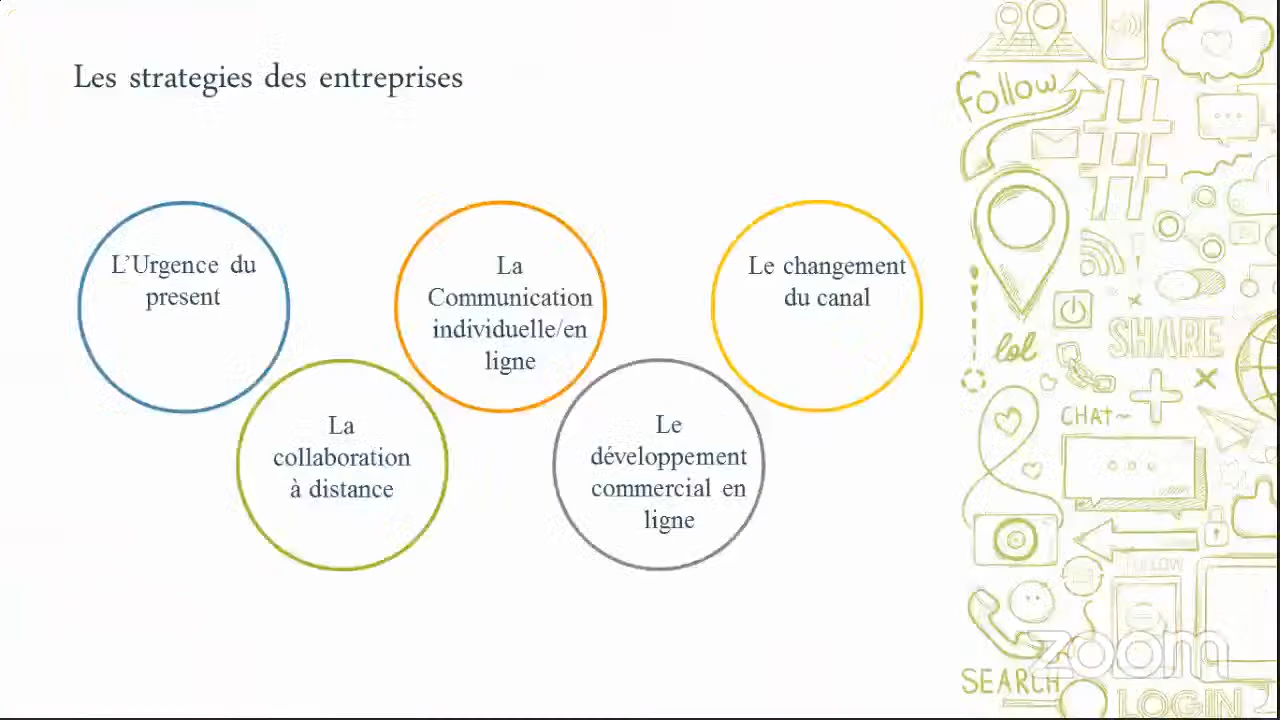 Les strategies des entreprises
L’Urgence du
present
La
collaboration
à distance
La
Communication
individuelle/en
ligne
Le
développement
commercial en
ligne
Le changement
du canal
follow
#
lol
SHARE
CHAT~
FOLLOW
zoom
SEARCH
LOGIN